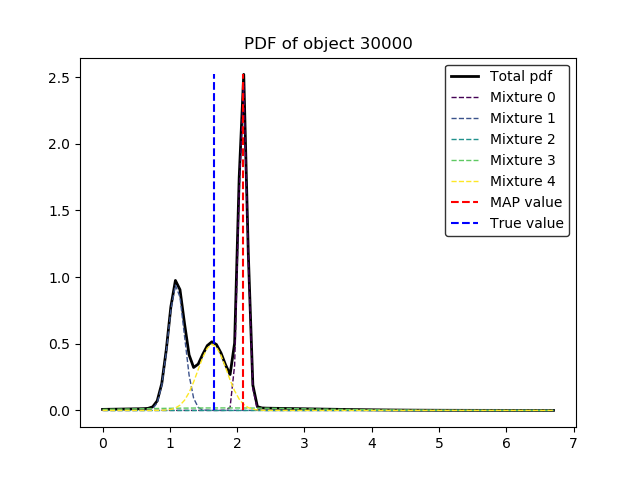 PDF of object 30000
2.5
2.0
1.5
1.0
0.5
0.0
0 1 2 3 4 5 6 7
Total pdf
Mixture 0
Mixture 1
Mixture 2
Mixture 3
Mixture 4
MAP value
True value